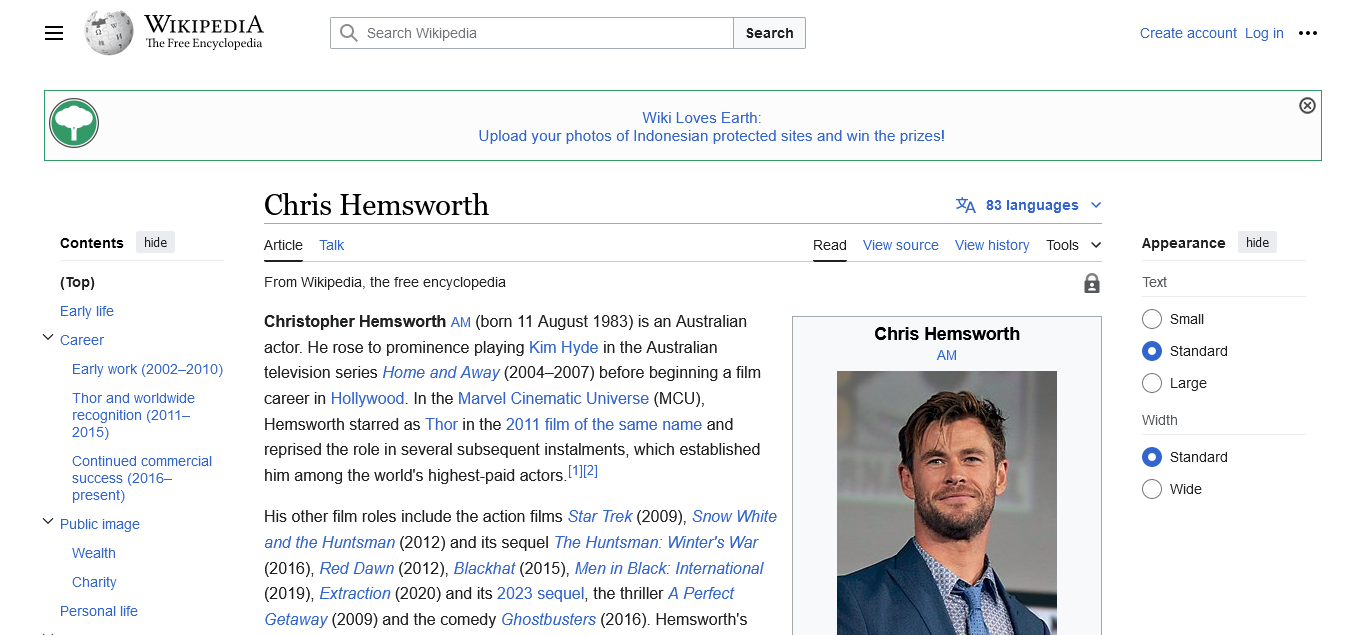 WIKIPEDIA
The Free Encyclopedia
Search Wikipedia
Search
Create account Log in
Wiki Loves Earth:
Upload your photos of Indonesian protected sites and win the prizes!
Chris Hemsworth
83 languages
Contents hide
(Top)
Early life
Career
Early work (2002–2010)
Thor and worldwide
recognition (2011–
2015)
Continued commercial
success (2016–
present)
Public image
Wealth
Charity
Personal life
Article Talk
Read View source View history Tools
From Wikipedia, the free encyclopedia
Christopher Hemsworth AM (born 11 August 1983) is an Australian
actor. He rose to prominence playing Kim Hyde in the Australian
television series Home and Away (2004–2007) before beginning a film
career in Hollywood. In the Marvel Cinematic Universe (MCU),
Hemsworth starred as Thor in the 2011 film of the same name and
reprised the role in several subsequent instalments, which established
him among the world's highest-paid actors.[1][2]
His other film roles include the action films Star Trek (2009), Snow White
and the Huntsman (2012) and its sequel The Huntsman: Winter's War
(2016), Red Dawn (2012), Blackhat (2015), Men in Black: International
(2019), Extraction (2020) and its 2023 sequel, the thriller A Perfect
Getaway (2009) and the comedy Ghostbusters (2016). Hemsworth's
Chris Hemsworth
AM
Appearance hide
Text
Small
Standard
Large
Width
Standard
Wide